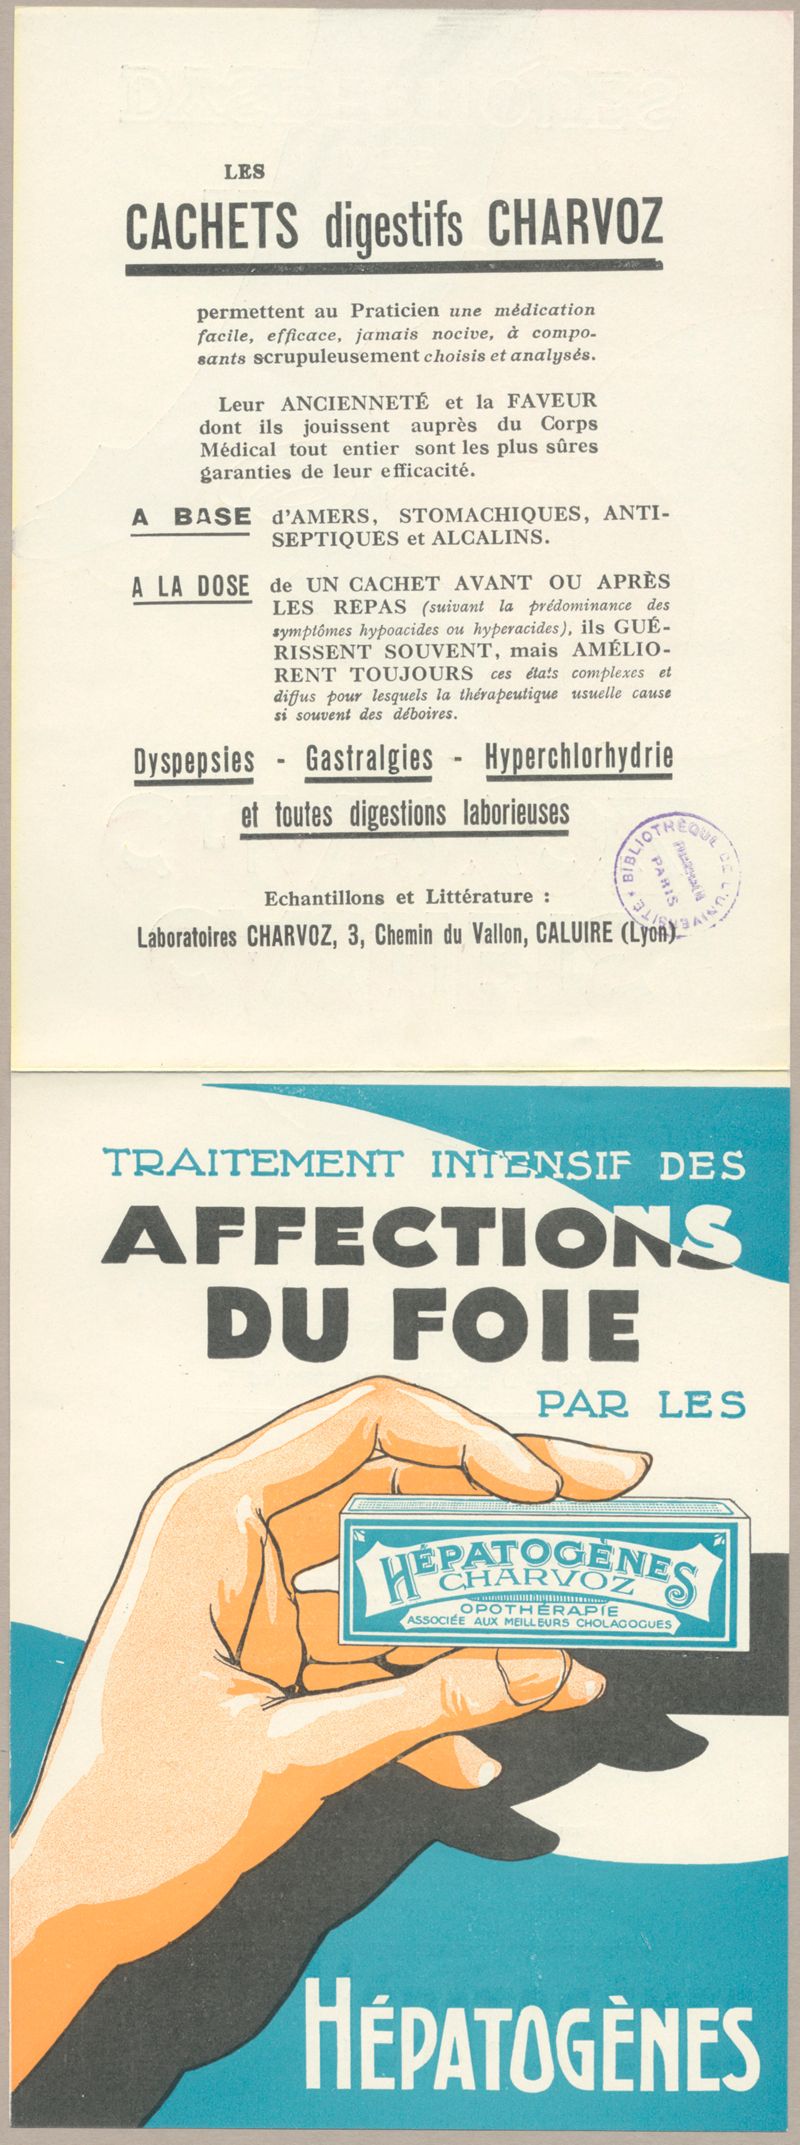 LES
CACHETS digestifs CHARVOZ
permettent au Praticien une médication
facile, efficace, jamais nocive, à compo-
sants scrupuleusement choisis et analysés.
Leur ANCIENNETÉ et la FAVEUR
dont ils jouissent auprès du Corps
Médical tout entier sont les plus sûres
garanties de leur efficacité.
A BASE d'AMERS, STOMACHIQUES, ANTI-
SEPTIQUES et ALCALINS.
A LA DOSE de UN CACHET AVANT OU APRÈS
LES REPAS (suivant la prédominance des
symptômes hypoacides ou hyperacides), ils GUÉ-
RISSENT SOUVENT, mais AMÉLIO-
RENT TOUJOURS ces états complexes et
diffus pour lesquels la thérapeutique usuelle cause
si souvent des déboires.
Dyspepsies - Gastralgies - Hyperchlorhydrie
et toutes digestions laborieuses
BIBLIOTHÈQUE DE L'UNIVERSITÉ
PARIS
Echantillons et Littérature :
Laboratoires CHARVOZ, 3, Chemin du Vallon, CALUIRE (Lyon)
TRAITEMENT INTENSIF DES
AFFECTIONS
DU FOIE
PAR LES
HÉPATOGÈNES
CHARVOZ
OPOTHÉRAPIE
ASSOCIÉE AUX MEILLEURS CHOLAGOGUES
HÉPATOGÈNES